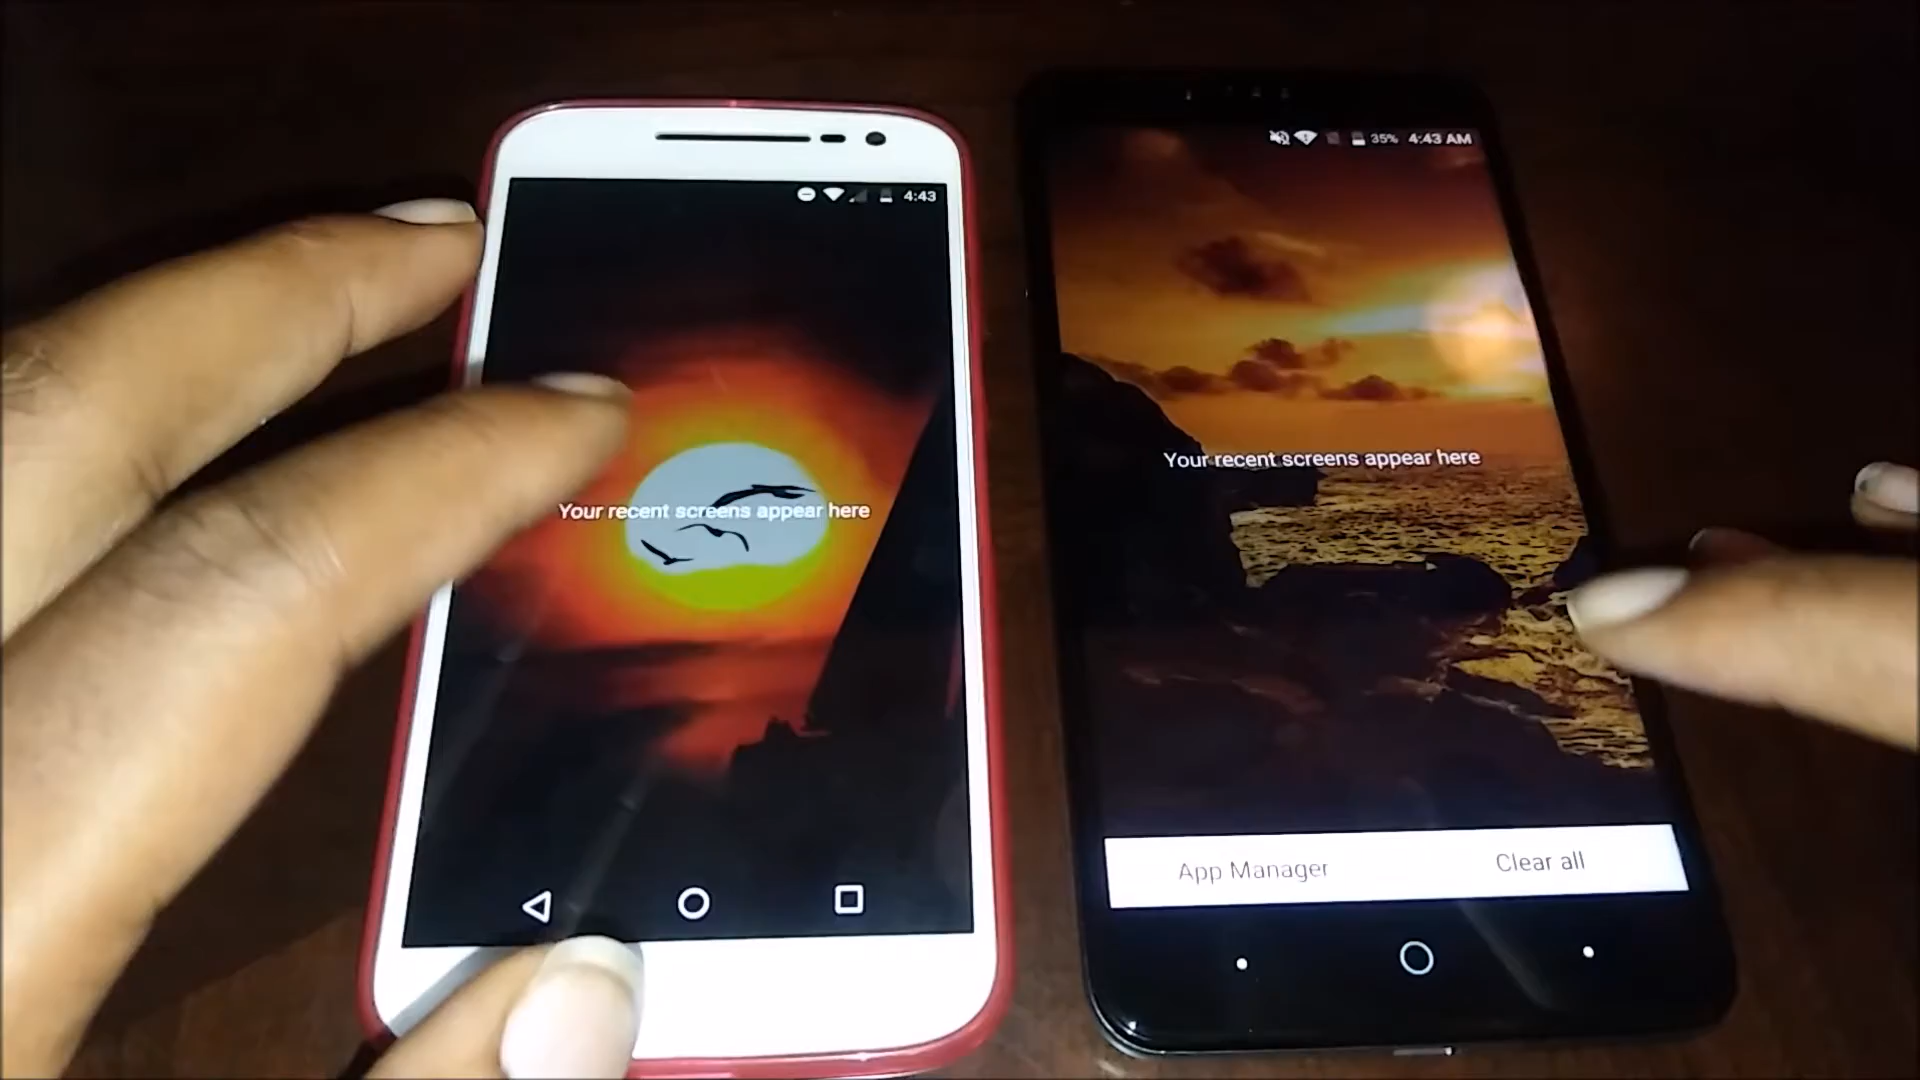 4:43
Your recent screens appear here
35% 4:43 AM
Your recent screens appear here
App Manager Clear all